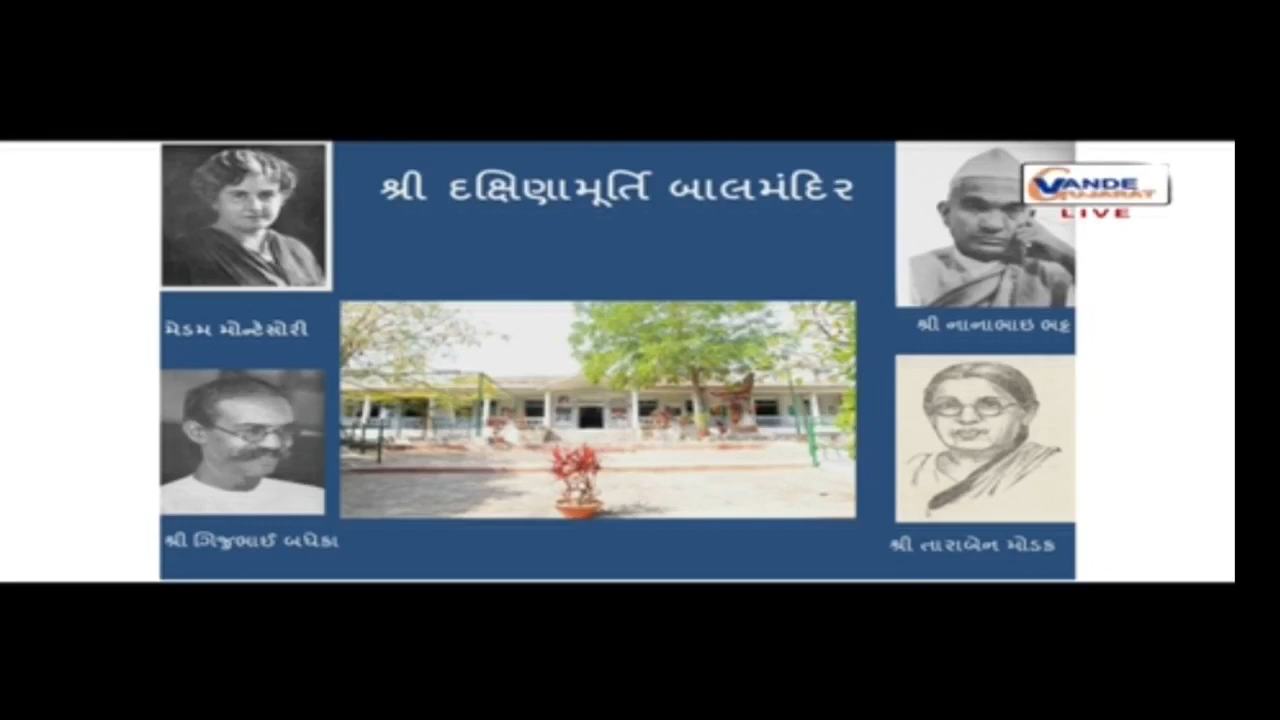 શ્રી દક્ષિણામૂર્તિ બાલમંદિર
VANDE
GUJARAT
LIVE
મેડમ મોન્ટેસોરી
શ્રી નાનાભાઇ ભટ્ટ
શ્રી ગિજુભાઈ બધેકા
શ્રી તારાબેન મોડક